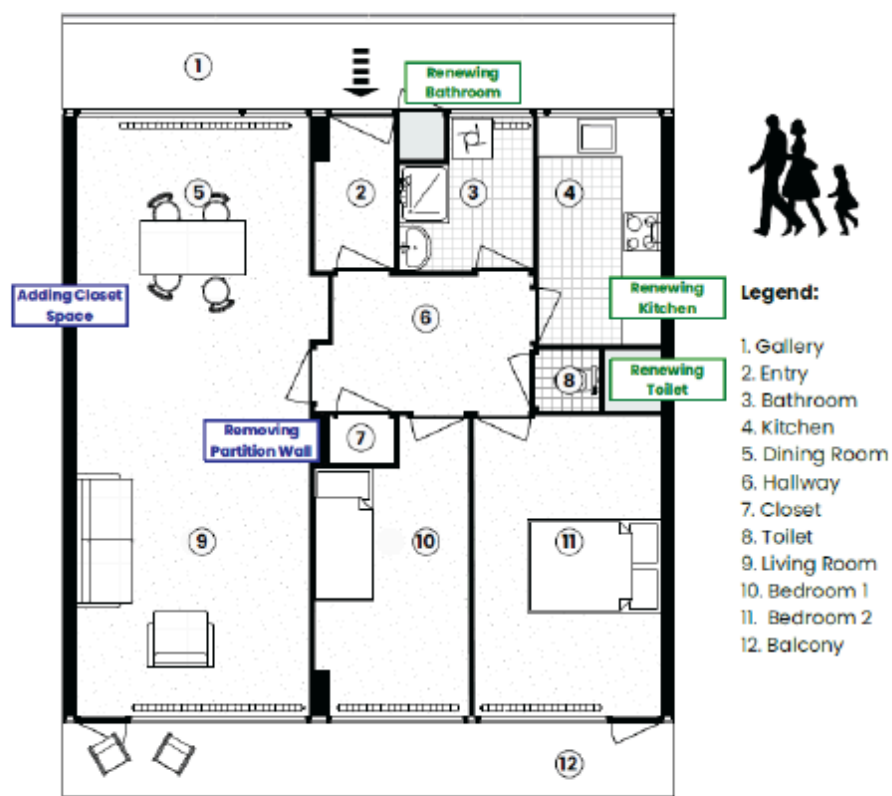 1
Renewing
Bathroom
5
2
3
4
Adding Closet
Space
6
Renewing
Kitchen
8
Renewing
Toilet
Removing
Partition Wall
7
9
10
11
12
Legend:
1. Gallery
2. Entry
3. Bathroom
4. Kitchen
5. Dining Room
6. Hallway
7. Closet
8. Toilet
9. Living Room
10. Bedroom 1
11. Bedroom 2
12. Balcony